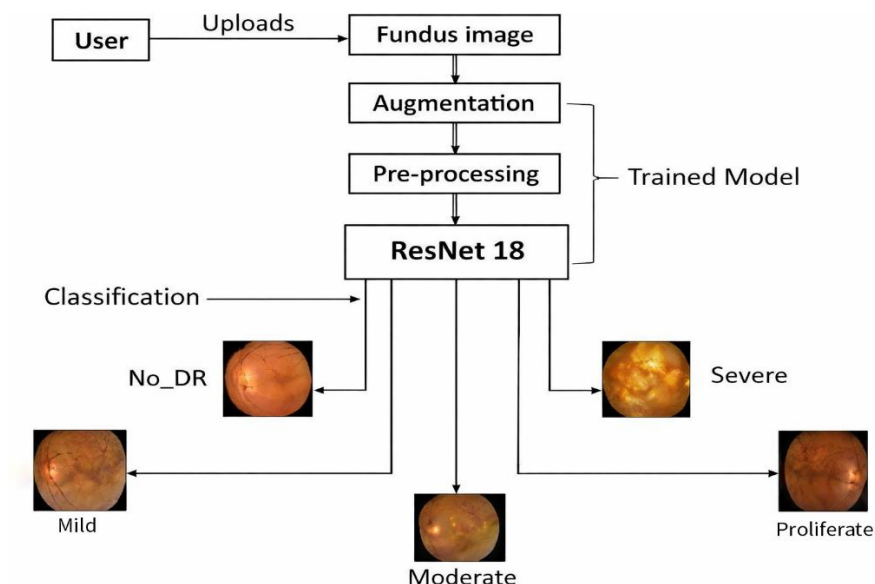 User
Uploads
Fundus image
Augmentation
Pre-processing
Trained Model
ResNet 18
Classification
No_DR
Severe
Mild
Moderate
Proliferate